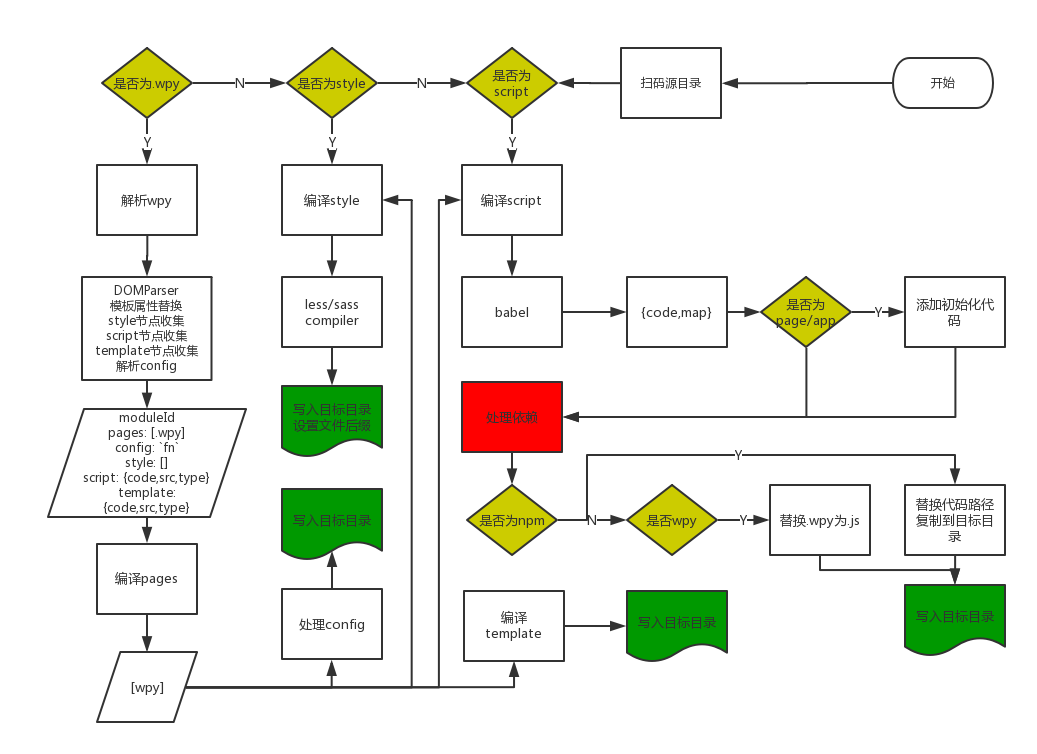 是否为.wpy
N
是否为style
N
是否为
script
扫码源目录
开始
Y
Y
Y
解析wpy
编译style
编译script
DOMParser
模板属性替换
style节点收集
script节点收集
template节点收集
解析config
less/sass
compiler
babel
{code,map}
是否为
page/app
Y
添加初始化代
码
moduleId
pages: [.wpy]
config: `fn`
style: []
script: {code,src,type}
template:
{code,src,type}
写入目标目录
设置文件后缀
处理依赖
Y
写入目标目录
是否为npm
N
是否wpy
Y
替换.wpy为.js
替换代码路径
复制到目标目
录
编译pages
处理config
编译
template
写入目标目录
写入目标目录
[wpy]